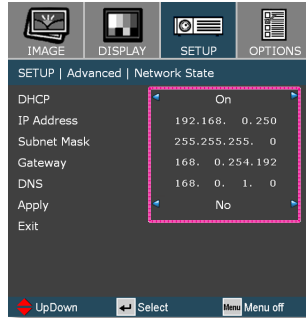 IMAGE DISPLAY SETUP OPTIONS
SETUP | Advanced | Network State
DHCP On
IP Address 192.168. 0.250
Subnet Mask 255.255.255. 0
Gateway 168. 0.254.192
DNS 168. 0. 1. 0
Apply No
Exit
UpDown Select Menu Menu off